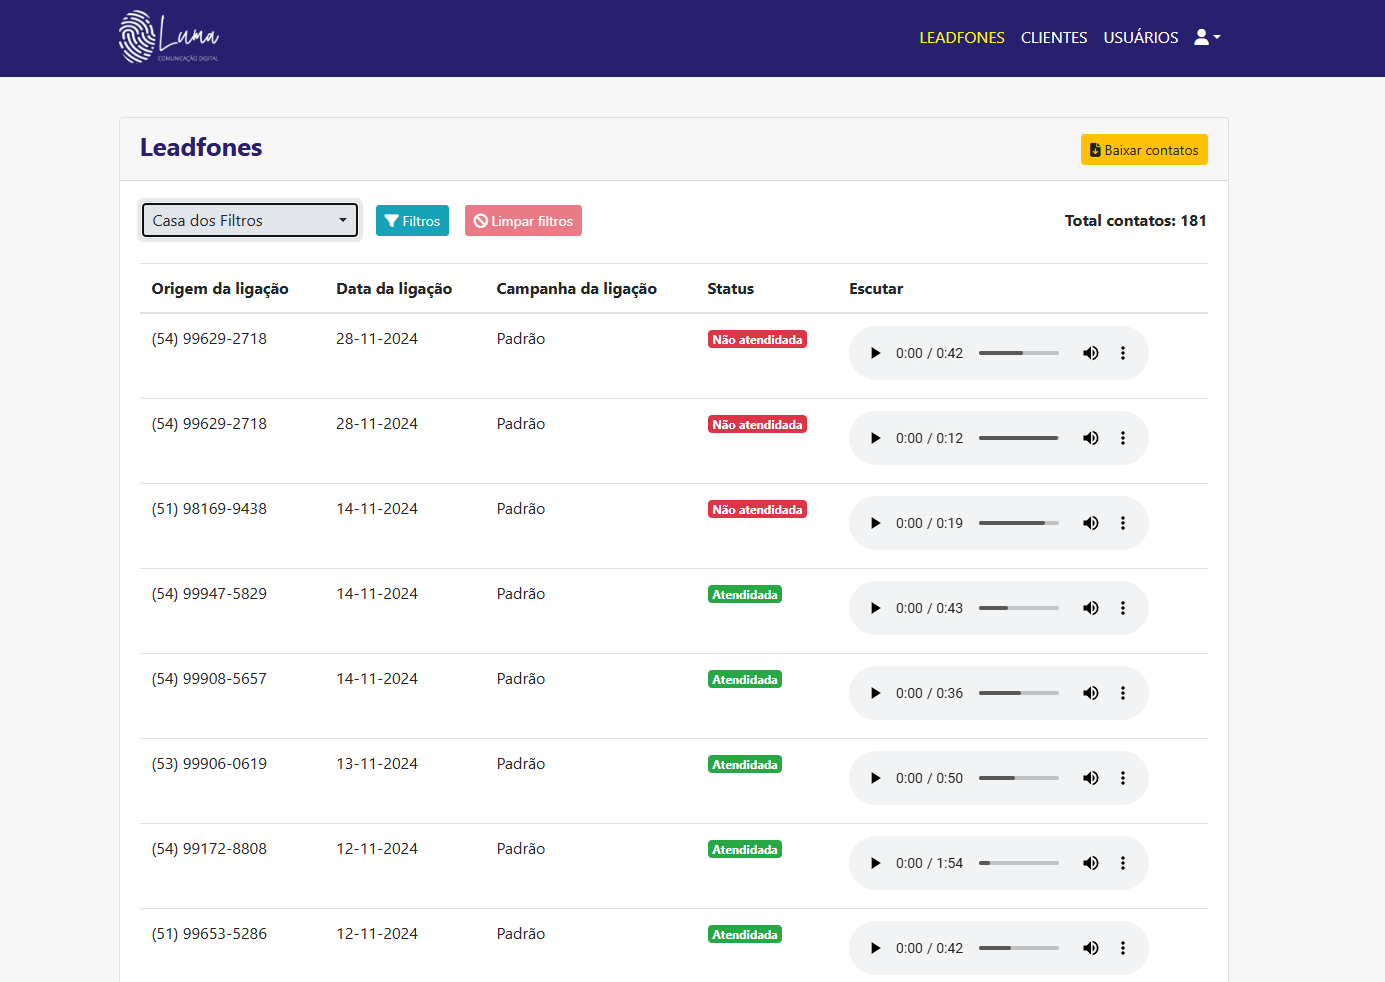 Luma
COMUNICAÇÃO DIGITAL
LEADFONES CLIENTES USUÁRIOS
Leadfones
Baixar contatos
Casa dos Filtros Filtros Limpar filtros Total contatos: 181
Origem da ligação Data da ligação Campanha da ligação Status Escutar
(54) 99629-2718 28-11-2024 Padrão Não atendidada 0:00 / 0:42
(54) 99629-2718 28-11-2024 Padrão Não atendidada 0:00 / 0:12
(51) 98169-9438 14-11-2024 Padrão Não atendidada 0:00 / 0:19
(54) 99947-5829 14-11-2024 Padrão Atendidada 0:00 / 0:43
(54) 99908-5657 14-11-2024 Padrão Atendidada 0:00 / 0:36
(53) 99906-0619 13-11-2024 Padrão Atendidada 0:00 / 0:50
(54) 99172-8808 12-11-2024 Padrão Atendidada 0:00 / 1:54
(51) 99653-5286 12-11-2024 Padrão Atendidada 0:00 / 0:42